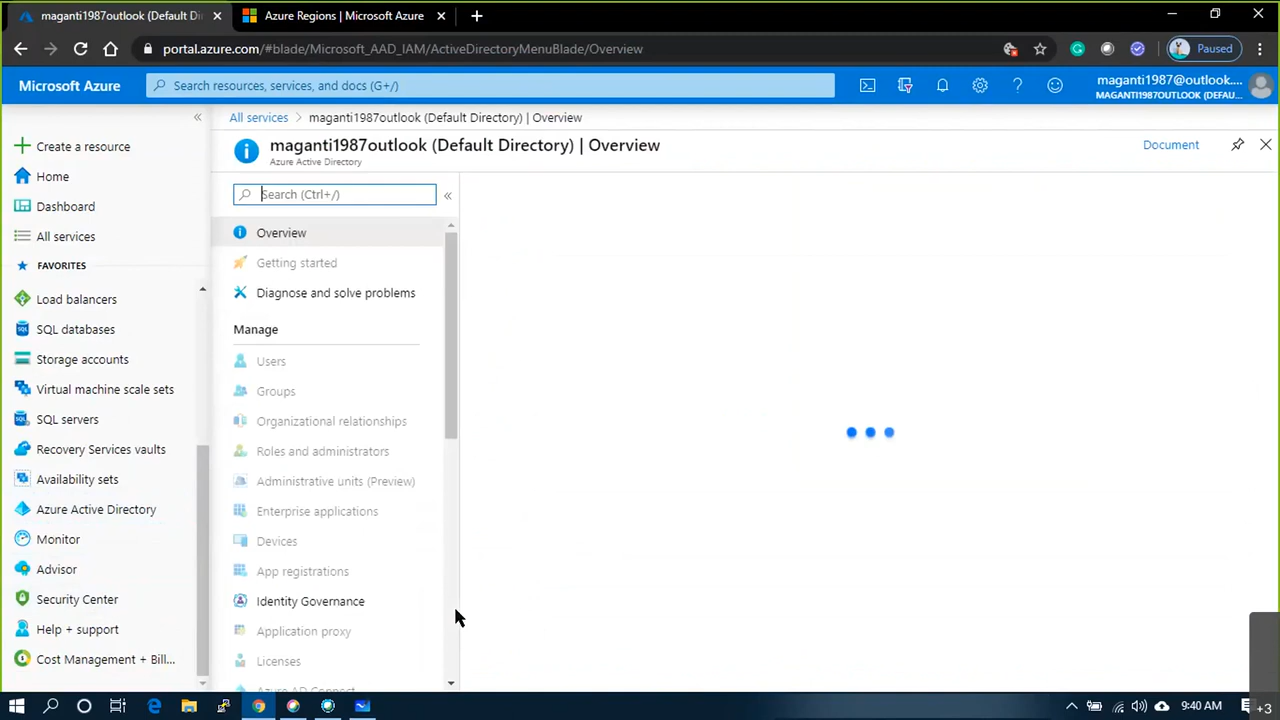 maganti1987outlook (Default Di
Azure Regions | Microsoft Azure
portal.azure.com/#blade/Microsoft_AAD_IAM/ActiveDirectoryMenuBlade/Overview
Paused
Microsoft Azure
Search resources, services, and docs (G+/)
maganti1987@outlook....
MAGANTI1987OUTLOOK (DEFAU...
All services > maganti1987outlook (Default Directory) | Overview
maganti1987outlook (Default Directory) | Overview
Azure Active Directory
Document
Create a resource
Home
Dashboard
All services
FAVORITES
Load balancers
SQL databases
Storage accounts
Virtual machine scale sets
SQL servers
Recovery Services vaults
Availability sets
Azure Active Directory
Monitor
Advisor
Security Center
Help + support
Cost Management + Bill...
Search (Ctrl+/)
Overview
Getting started
Diagnose and solve problems
Manage
Users
Groups
Organizational relationships
Roles and administrators
Administrative units (Preview)
Enterprise applications
Devices
App registrations
Identity Governance
Application proxy
Licenses
Azure AD Connect
9:40 AM
+3